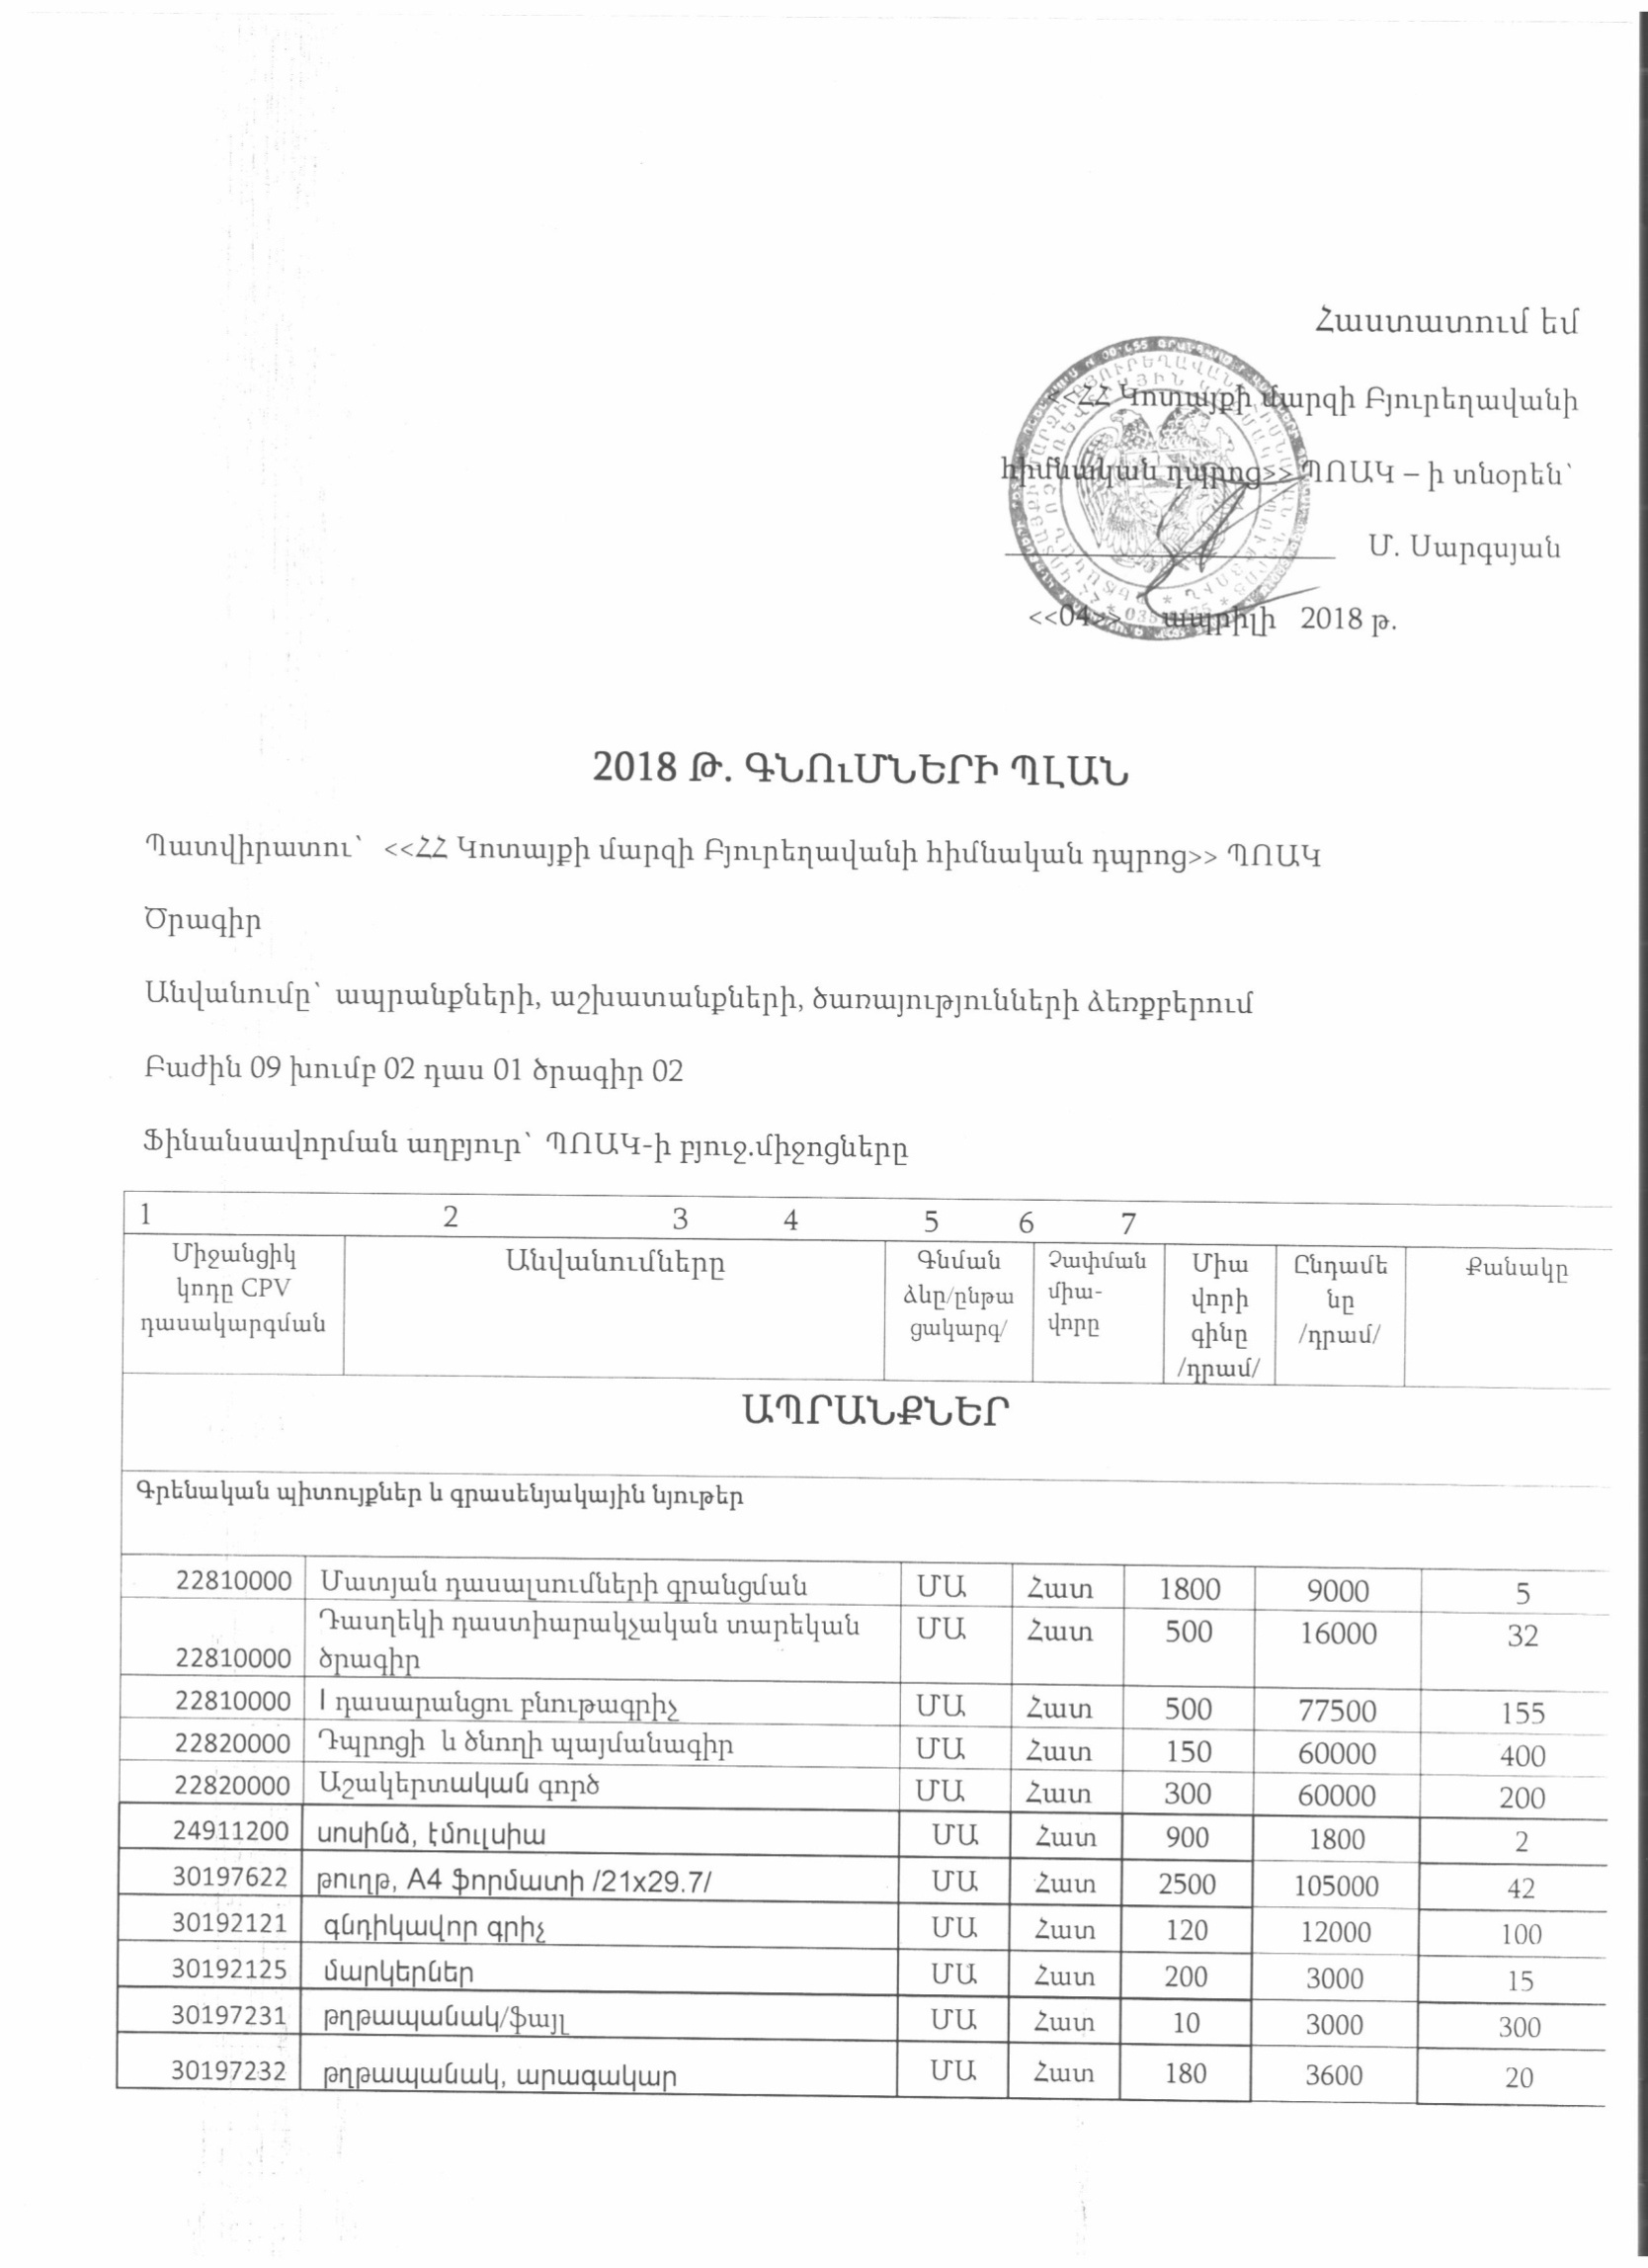 Հաստատում եմ
<<ՀՀ Կոտայքի մարզի Բյուրեղավանի
հիմնական դպրոց>> ՊՈԱԿ – ի տնօրեն՝
Մ. Սարգսյան
<<04>> ապրիլի 2018 թ.
2018 Թ. ԳՆՈւՄՆԵՐԻ ՊԼԱՆ
Պատվիրատու՝ <<ՀՀ Կոտայքի մարզի Բյուրեղավանի հիմնական դպրոց>> ՊՈԱԿ
Ծրագիր
Անվանումը՝ ապրանքների, աշխատանքների, ծառայությունների ձեռքբերում
Բաժին 09 խումբ 02 դաս 01 ծրագիր 02
Ֆինանսավորման աղբյուր՝ ՊՈԱԿ-ի բյուջ.միջոցները
1 2 3 4 5 6 7
Միջանցիկ
կոդը CPV
դասակարգման
Անվանումները
Գնման
ձևը/ընթա
ցակարգ/
Չափման
միա-
վորը
Միա
վորի
գինը
/դրամ/
Ընդամե
նը
/դրամ/
Քանակը
ԱՊՐԱՆՔՆԵՐ
Գրենական պիտույքներ և գրասենյակային նյութեր
22810000 Մատյան դասալսումների գրանցման ՄԱ Հատ 1800 9000 5
22810000 Դասղեկի դաստիարակչական տարեկան
ծրագիր ՄԱ Հատ 500 16000 32
22810000 I դասարանցու բնութագրիչ ՄԱ Հատ 500 77500 155
22820000 Դպրոցի և ծնողի պայմանագիր ՄԱ Հատ 150 60000 400
22820000 Աշակերտական գործ ՄԱ Հատ 300 60000 200
24911200 սոսինձ, էմուլսիա ՄԱ Հատ 900 1800 2
30197622 թուղթ, A4 ֆորմատի /21x29.7/ ՄԱ Հատ 2500 105000 42
30192121 գնդիկավոր գրիչ ՄԱ Հատ 120 12000 100
30192125 մարկերներ ՄԱ Հատ 200 3000 15
30197231 թղթապանակ/ֆայլ ՄԱ Հատ 10 3000 300
30197232 թղթապանակ, արագակար ՄԱ Հատ 180 3600 20